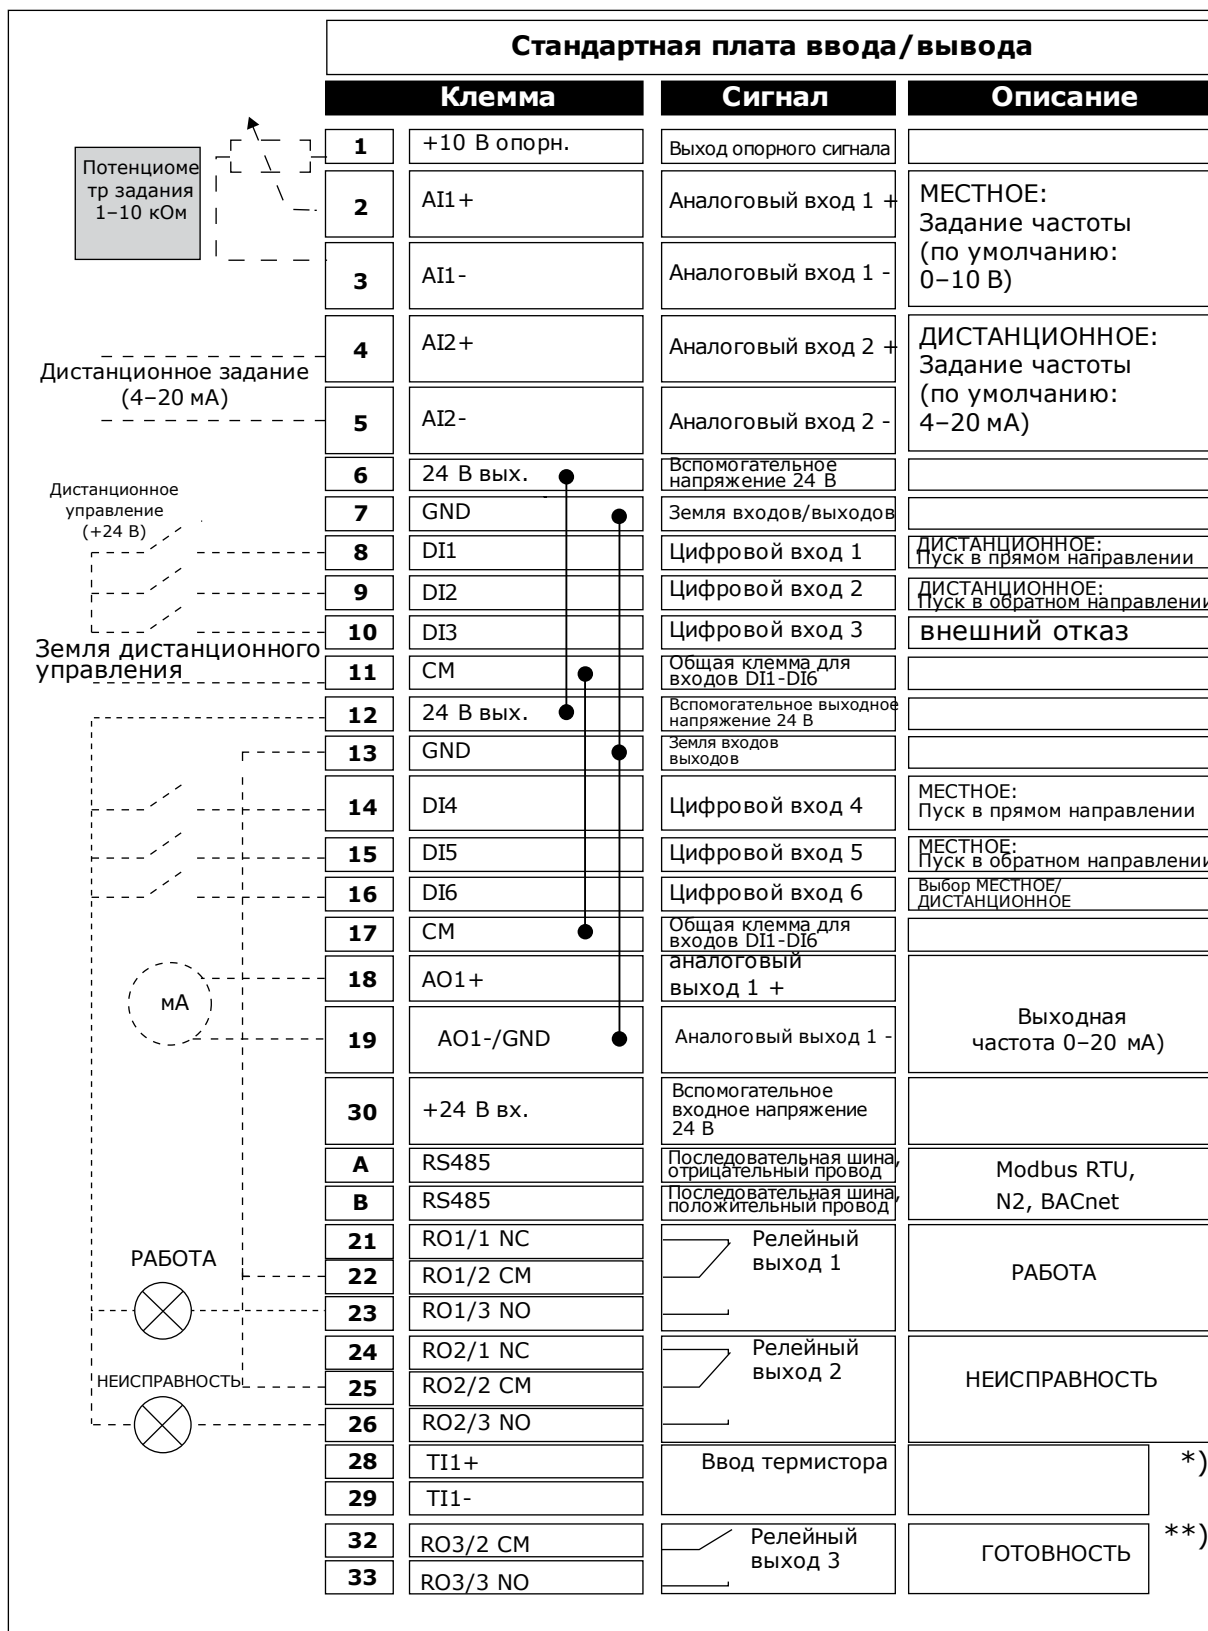 Стандартная плата ввода/вывода
Клемма Сигнал Описание
Потенциоме
тр задания
1–10 кОм
1 +10 В опорн. Выход опорного сигнала
2 AI1+ Аналоговый вход 1 +
3 AI1- Аналоговый вход 1 -
МЕСТНОЕ:
Задание частоты
(по умолчанию:
0–10 В)
Дистанционное задание
(4–20 мА)
4 AI2+ Аналоговый вход 2 +
5 AI2- Аналоговый вход 2 -
ДИСТАНЦИОННОЕ:
Задание частоты
(по умолчанию:
4–20 мА)
6 24 В вых. Вспомогательное
напряжение 24 В
7 GND Земля входов/выходов
Дистанционное
управление
(+24 В)
8 DI1 Цифровой вход 1 ДИСТАНЦИОННОЕ:
Пуск в прямом направлении
9 DI2 Цифровой вход 2 ДИСТАНЦИОННОЕ:
Пуск в обратном направлении
10 DI3 Цифровой вход 3 внешний отказ
Земля дистанционного
управления
11 CM Общая клемма для
входов DI1-DI6
12 24 В вых. Вспомогательное выходное
напряжение 24 В
13 GND Земля входов
выходов
14 DI4 Цифровой вход 4 МЕСТНОЕ:
Пуск в прямом направлении
15 DI5 Цифровой вход 5 МЕСТНОЕ:
Пуск в обратном направлении
16 DI6 Цифровой вход 6 Выбор МЕСТНОЕ/
ДИСТАНЦИОННОЕ
17 CM Общая клемма для
входов DI1-DI6
мА
18 AO1+ аналоговый
выход 1 +
19 AO1-/GND Аналоговый выход 1 -
Выходная
частота 0–20 мА)
30 +24 В вх. Вспомогательное
входное напряжение
24 В
A RS485 Последовательная шина,
отрицательный провод
B RS485 Последовательная шина,
положительный провод
Modbus RTU,
N2, BACnet
РАБОТА
21 RO1/1 NC
22 RO1/2 CM
23 RO1/3 NO
Релейный
выход 1
РАБОТА
НЕИСПРАВНОСТЬ
24 RO2/1 NC
25 RO2/2 CM
26 RO2/3 NO
Релейный
выход 2
НЕИСПРАВНОСТЬ
28 TI1+ Ввод термистора *)
29 TI1-
32 RO3/2 CM
33 RO3/3 NO
Релейный
выход 3
ГОТОВНОСТЬ **)